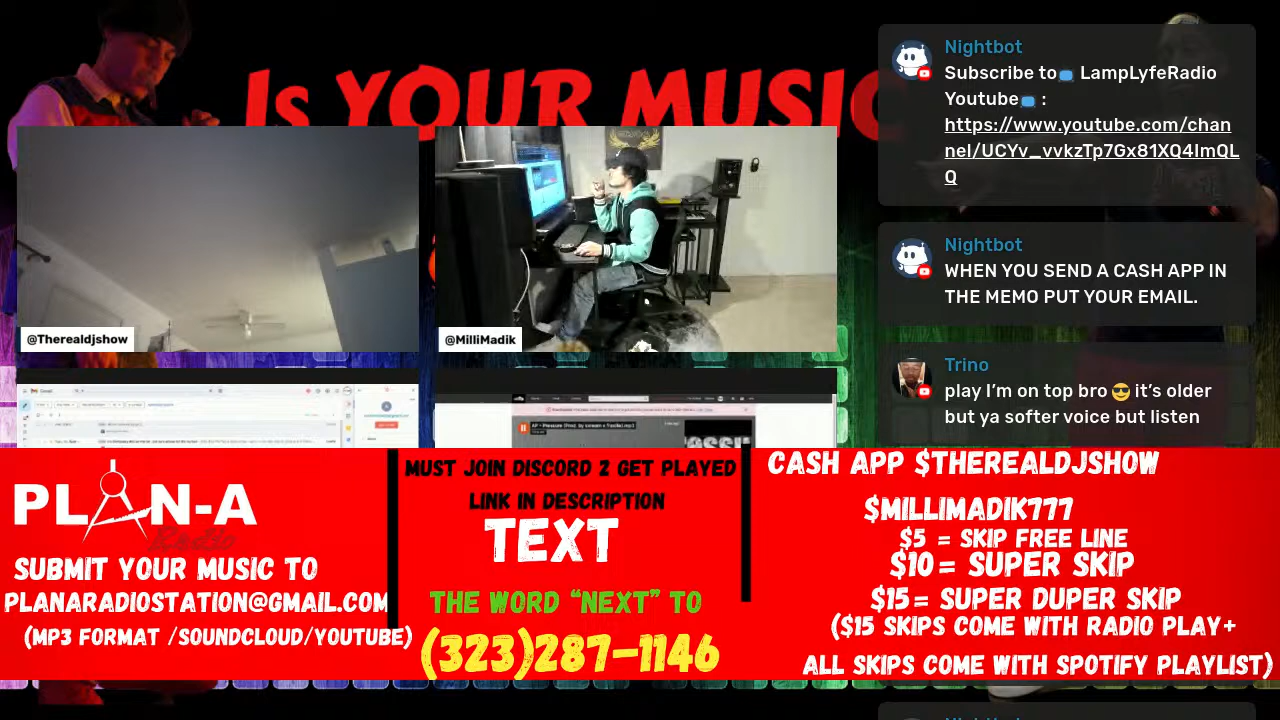 Is YOUR MUSIC
Nightbot
Subscribe to LampLyfeRadio
Youtube :
https://www.youtube.com/chan
nel/UCYv_vvkzTp7Gx81XQ4ImQL
Q
Nightbot
WHEN YOU SEND A CASH APP IN
THE MEMO PUT YOUR EMAIL.
Trino
play I’m on top bro 😎 it’s older
but ya softer voice but listen
@Therealdjshow
@MilliMadik
Gmail
AP - Pleasure (Prod. by
PLAN-A
Radio
SUBMIT YOUR MUSIC TO
PLANARADIOSTATION@GMAIL.COM
(MP3 FORMAT /SOUNDCLOUD/YOUTUBE)
MUST JOIN DISCORD 2 GET PLAYED
LINK IN DESCRIPTION
TEXT
THE WORD “NEXT” TO
(323)287-1146
CASH APP $THEREALDJSHOW
$MILLIMADIK777
$5 = SKIP FREE LINE
$10 = SUPER SKIP
$15 = SUPER DUPER SKIP
($15 SKIPS COME WITH RADIO PLAY+
ALL SKIPS COME WITH SPOTIFY PLAYLIST)